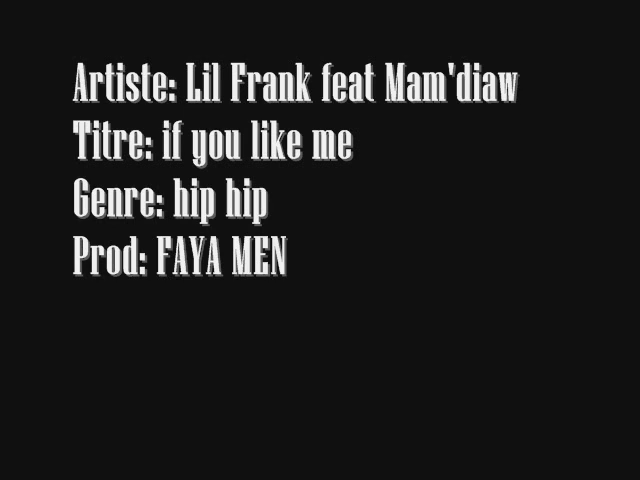 Artiste: Lil Frank feat Mam'diaw
Titre: if you like me
Genre: hip hip
Prod: FAYA MEN